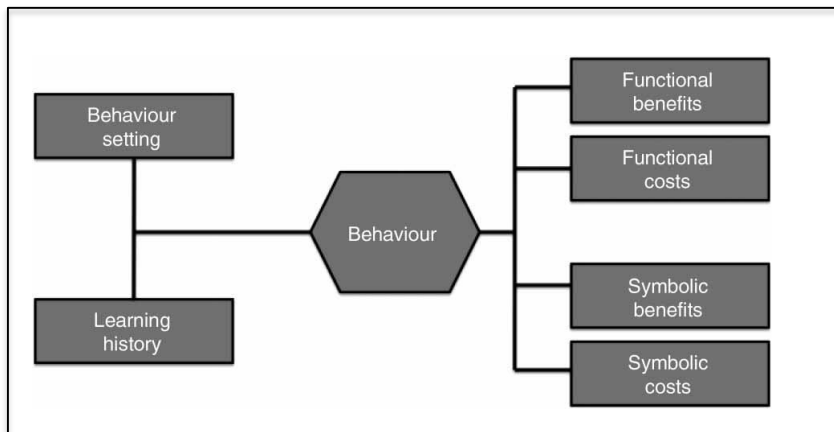 Behaviour
setting
Learning
history
Behaviour
Functional
benefits
Functional
costs
Symbolic
benefits
Symbolic
costs